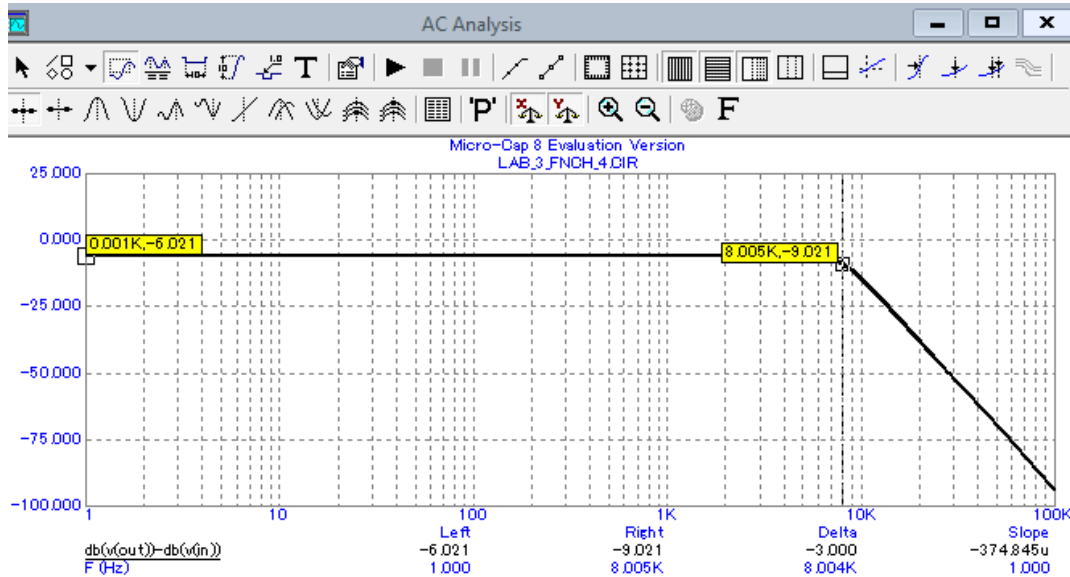 AC Analysis
T
'P' X Y F
Micro-Cap 8 Evaluation Version
LAB_3_FNCH_4.CIR
25.000
0.000
-25.000
-50.000
-75.000
-100.000
0.001K,-6.021
8.005K,-9.021
1 10 100 1K 10K 100K
Left Right Delta Slope
db(v(out))-db(v(in)) -6.021 -9.021 -3.000 -374.845u
F (Hz) 1.000 8.005K 8.004K 1.000